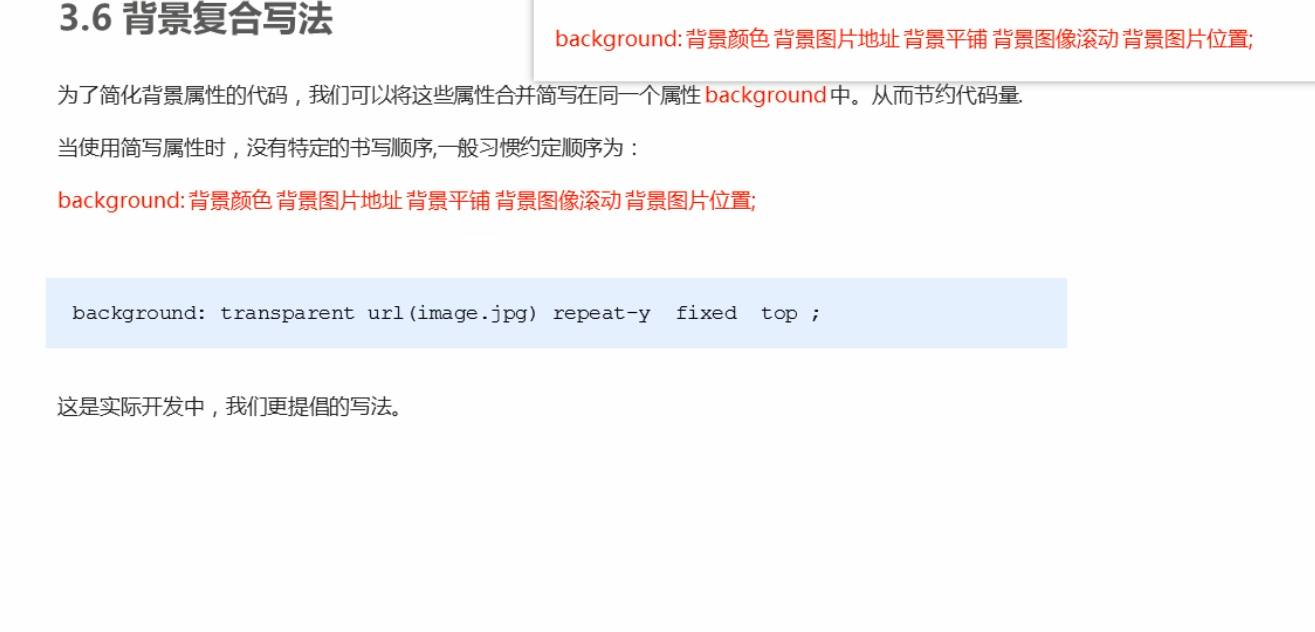 3.6 背景复合写法
background: 背景颜色 背景图片地址 背景平铺 背景图像滚动 背景图片位置;
为了简化背景属性的代码，我们可以将这些属性合并简写在同一个属性 background 中。从而节约代码量.
当使用简写属性时，没有特定的书写顺序,一般习惯约定顺序为：
background: 背景颜色 背景图片地址 背景平铺 背景图像滚动 背景图片位置;
background: transparent url(image.jpg) repeat-y  fixed  top ;
这是实际开发中，我们更提倡的写法。